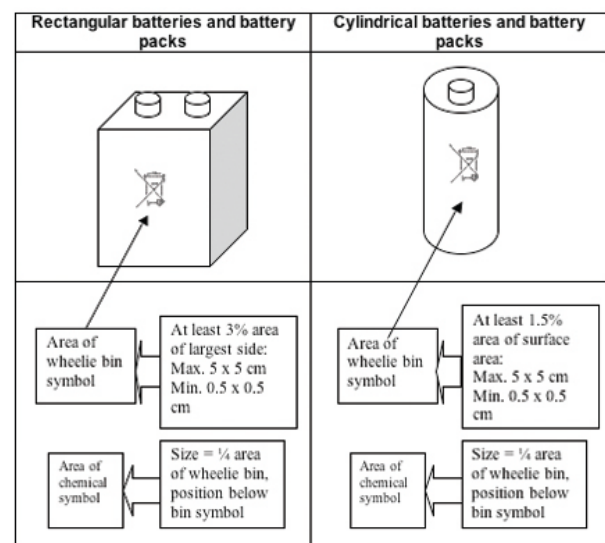 Rectangular batteries and battery
packs
Cylindrical batteries and battery
packs
Area of
wheelie bin
symbol
At least 3% area
of largest side:
Max. 5 x 5 cm
Min. 0.5 x 0.5
cm
Area of
wheelie bin
symbol
At least 1.5%
area of surface
area:
Max. 5 x 5 cm
Min. 0.5 x 0.5
cm
Area of
chemical
symbol
Size = ¼ area
of wheelie bin,
position below
bin symbol
Area of
chemical
symbol
Size = ¼ area
of wheelie bin,
position below
bin symbol